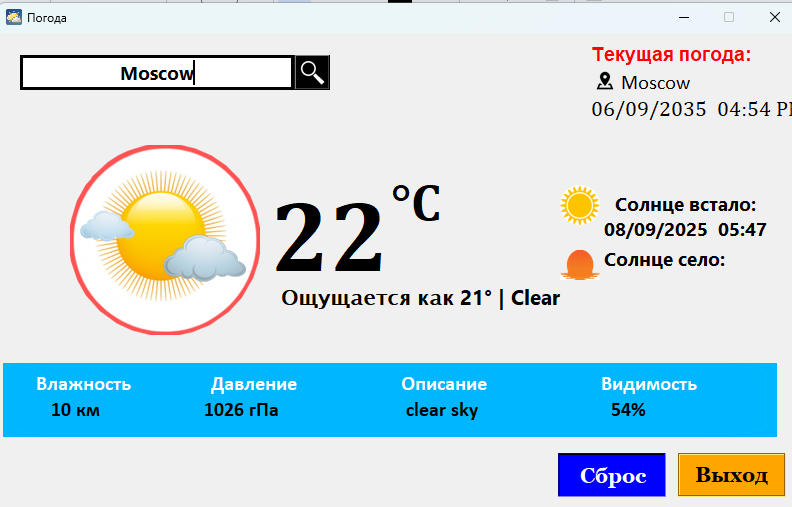 Погода
Moscow
Текущая погода:
Moscow
06/09/2035 04:54 PM
22°C
Ощущается как 21° | Clear
Солнце встало:
08/09/2025 05:47
Солнце село:
Влажность Давление Описание Видимость
10 км 1026 гПа clear sky 54%
Сброс Выход